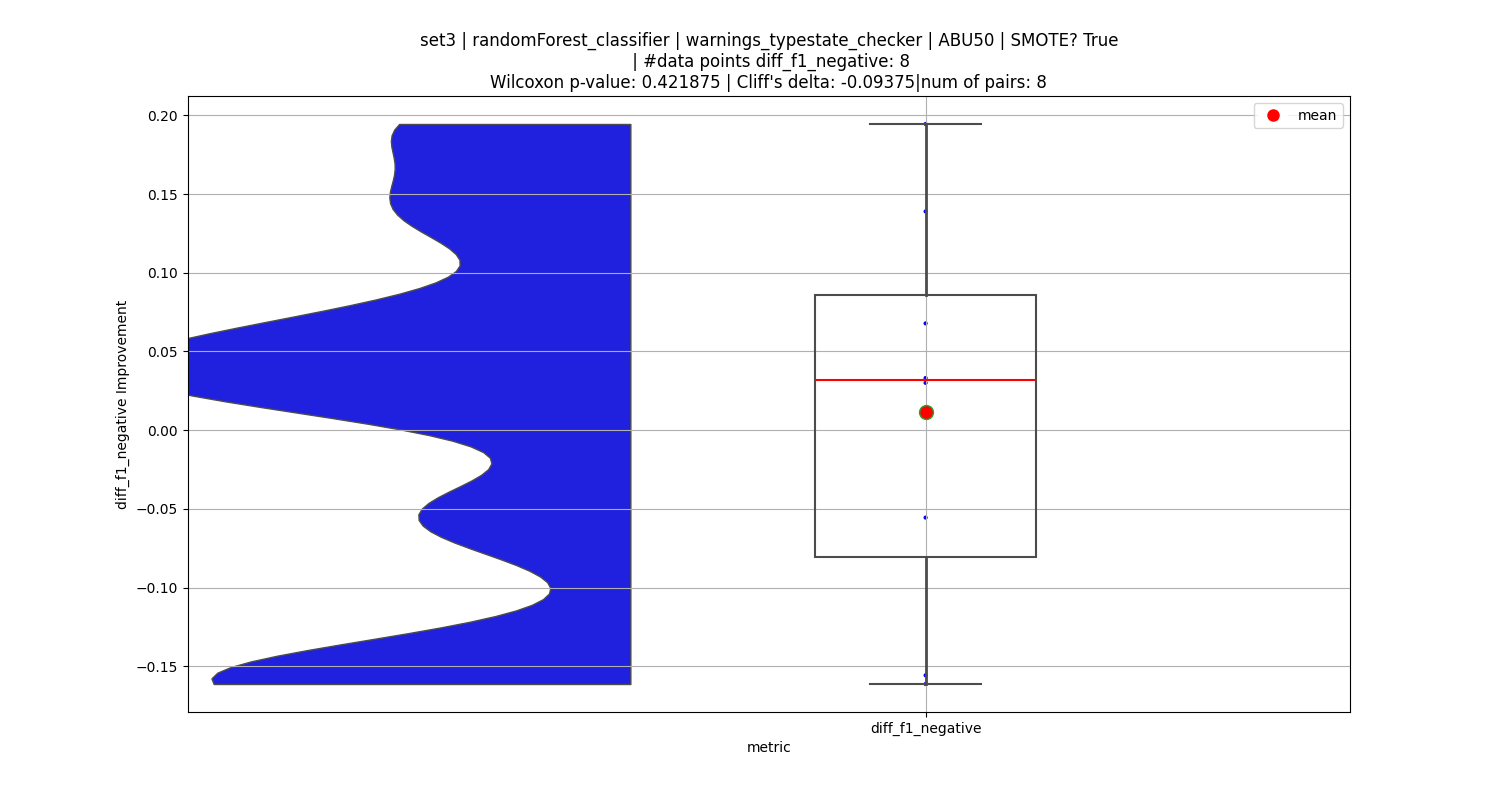 set3 | randomForest_classifier | warnings_typestate_checker | ABU50 | SMOTE? True
| #data points diff_f1_negative: 8
Wilcoxon p-value: 0.421875 | Cliff's delta: -0.09375|num of pairs: 8
mean
0.20
0.15
0.10
0.05
0.00
−0.05
−0.10
−0.15
diff_f1_negative Improvement
diff_f1_negative
metric